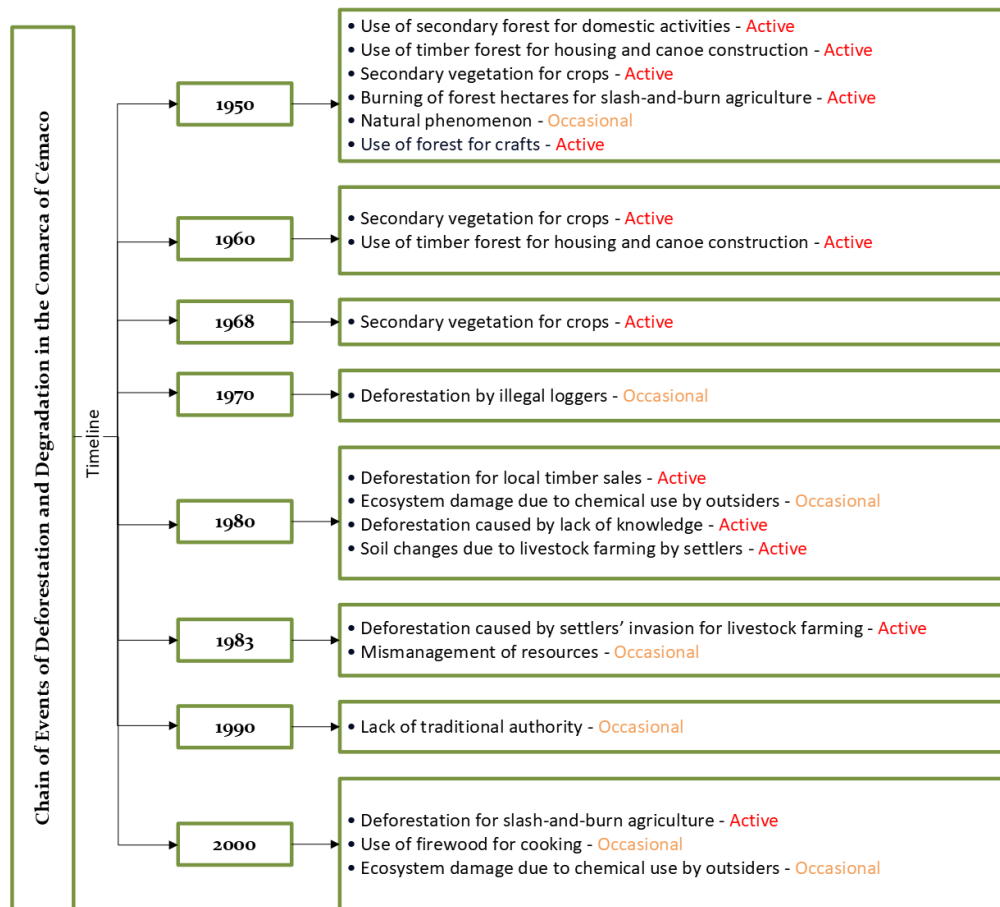 Chain of Events of Deforestation and Degradation in the Comarca of Cémaco
Timeline
1950
• Use of secondary forest for domestic activities - Active
• Use of timber forest for housing and canoe construction - Active
• Secondary vegetation for crops - Active
• Burning of forest hectares for slash-and-burn agriculture - Active
• Natural phenomenon - Occasional
• Use of forest for crafts - Active
1960
• Secondary vegetation for crops - Active
• Use of timber forest for housing and canoe construction - Active
1968
• Secondary vegetation for crops - Active
1970
• Deforestation by illegal loggers - Occasional
1980
• Deforestation for local timber sales - Active
• Ecosystem damage due to chemical use by outsiders - Occasional
• Deforestation caused by lack of knowledge - Active
• Soil changes due to livestock farming by settlers - Active
1983
• Deforestation caused by settlers’ invasion for livestock farming - Active
• Mismanagement of resources - Occasional
1990
• Lack of traditional authority - Occasional
2000
• Deforestation for slash-and-burn agriculture - Active
• Use of firewood for cooking - Occasional
• Ecosystem damage due to chemical use by outsiders - Occasional